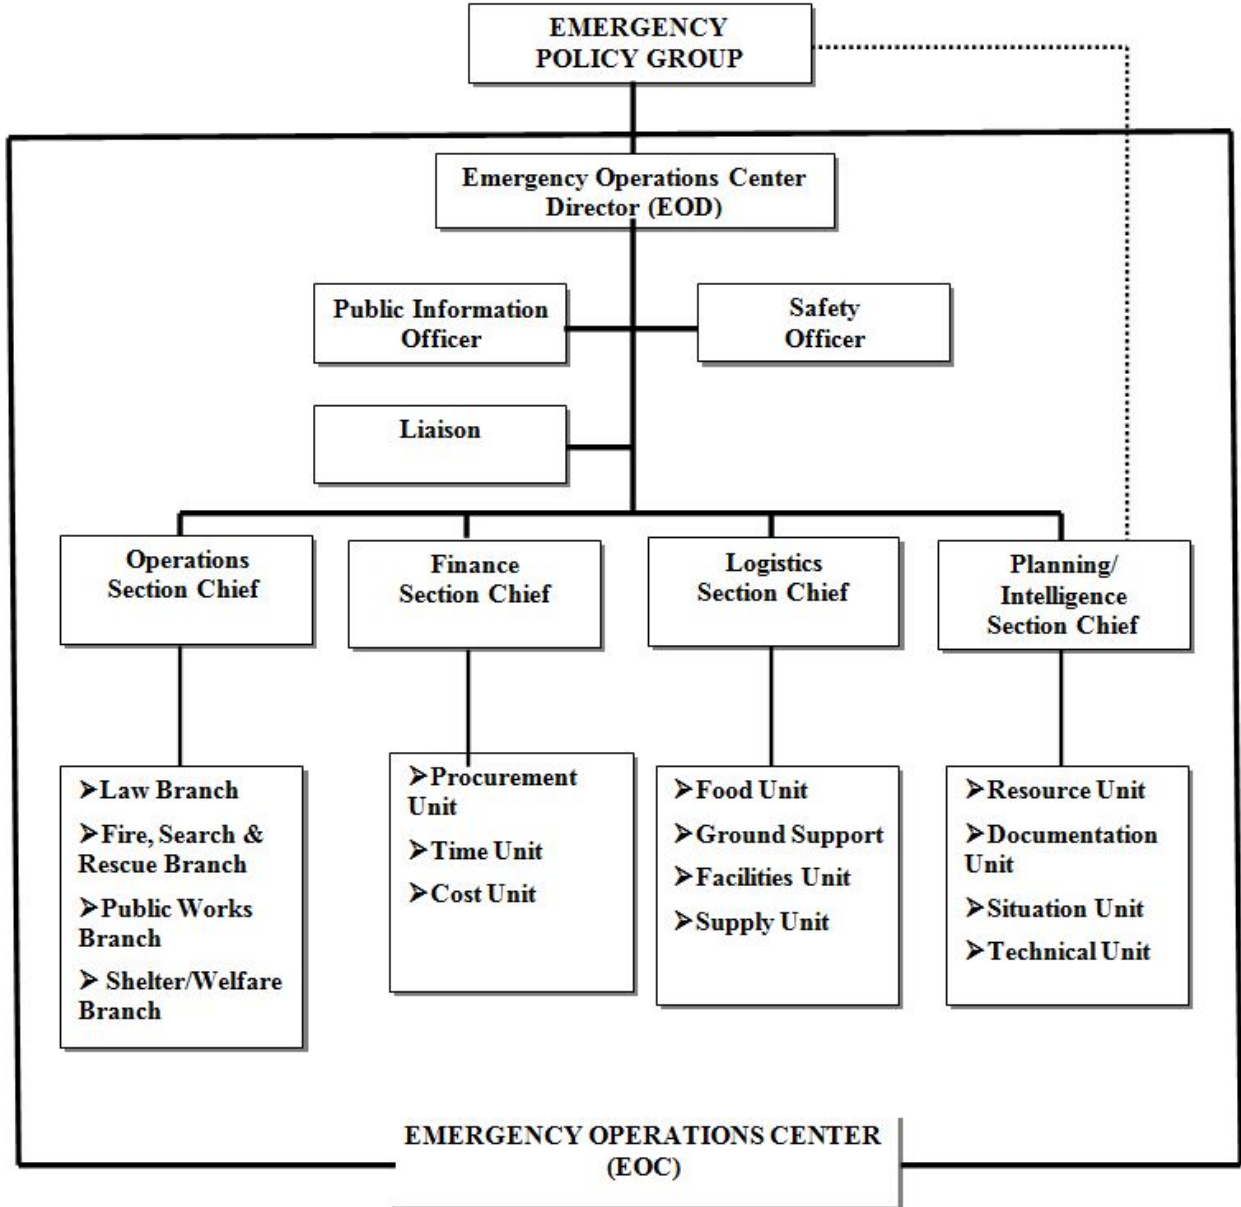 EMERGENCY
POLICY GROUP
Emergency Operations Center
Director (EOD)
Public Information
Officer
Safety
Officer
Liaison
Operations
Section Chief
Finance
Section Chief
Logistics
Section Chief
Planning/
Intelligence
Section Chief
➢Law Branch
➢Fire, Search &
Rescue Branch
➢Public Works
Branch
➢ Shelter/Welfare
Branch
➢Procurement
Unit
➢Time Unit
➢Cost Unit
➢Food Unit
➢Ground Support
➢Facilities Unit
➢Supply Unit
➢Resource Unit
➢Documentation
Unit
➢Situation Unit
➢Technical Unit
EMERGENCY OPERATIONS CENTER
(EOC)